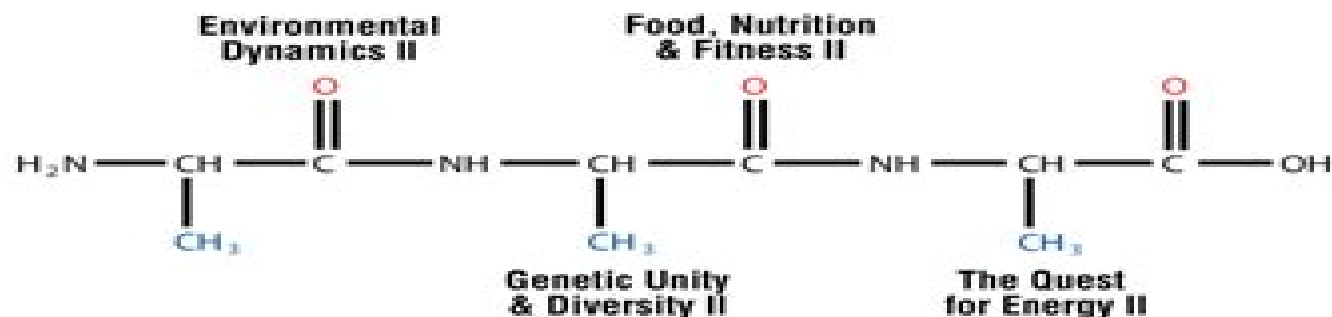 Environmental
Dynamics II
Food, Nutrition
& Fitness II
O O O
H₂N CH C NH CH C NH CH C OH
CH₃ CH₃ CH₃
Genetic Unity
& Diversity II
The Quest
for Energy II